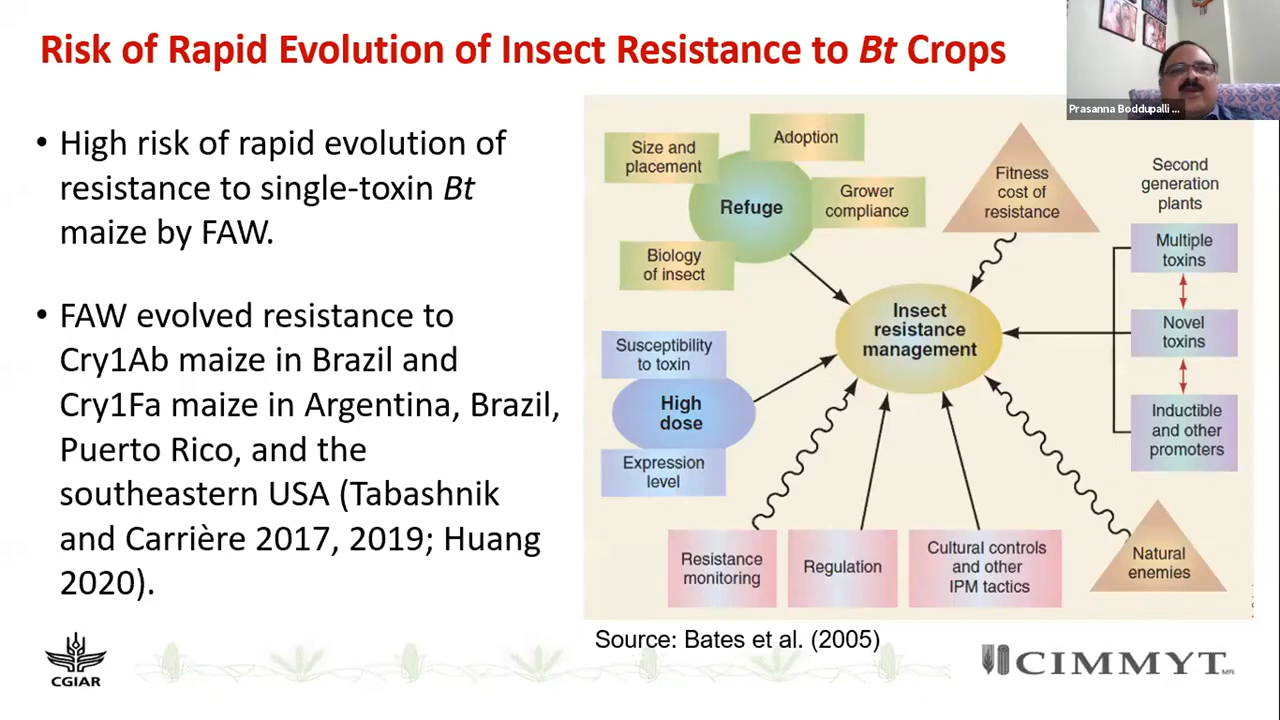 Risk of Rapid Evolution of Insect Resistance to Bt Crops
Prasanna Boddupalli ...
• High risk of rapid evolution of
resistance to single-toxin Bt
maize by FAW.
• FAW evolved resistance to
Cry1Ab maize in Brazil and
Cry1Fa maize in Argentina, Brazil,
Puerto Rico, and the
southeastern USA (Tabashnik
and Carrière 2017, 2019; Huang
2020).
Size and
placement
Adoption
Refuge
Grower
compliance
Biology
of insect
Fitness
cost of
resistance
Second
generation
plants
Multiple
toxins
Novel
toxins
Inductible
and other
promoters
Insect
resistance
management
Susceptibility
to toxin
High
dose
Expression
level
Resistance
monitoring
Regulation
Cultural controls
and other
IPM tactics
Natural
enemies
Source: Bates et al. (2005)
CGIAR
CIMMYT